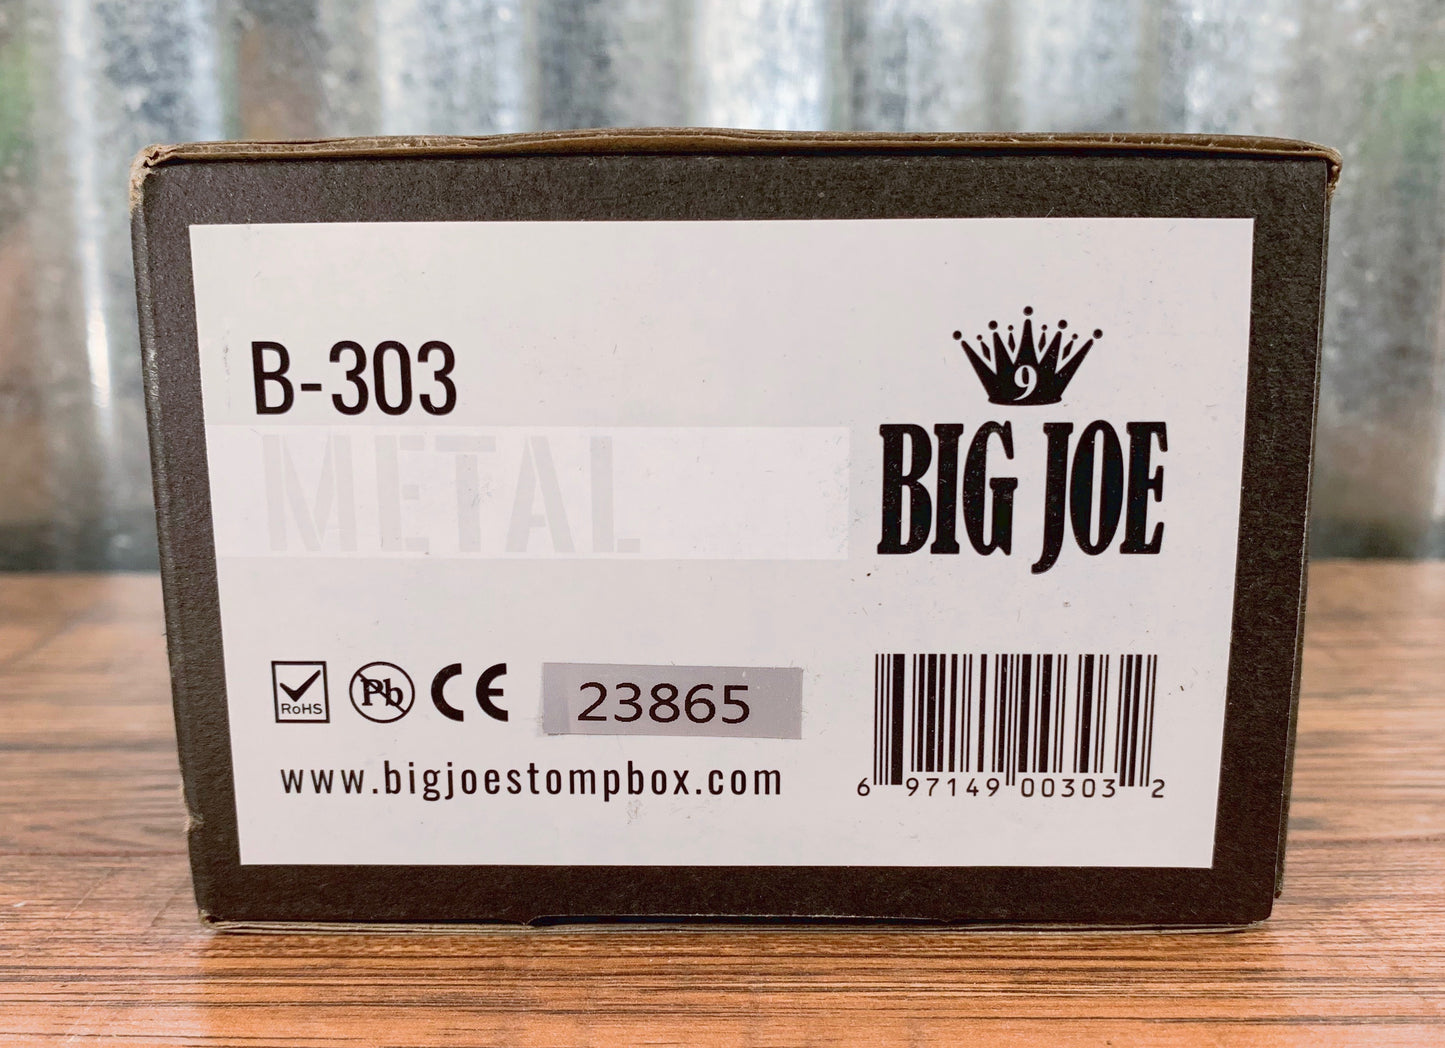 B-303
METAL
9
BIG JOE
RoHS
Pb
CE
23865
www.bigjoestompbox.com
6 97149 00303 2